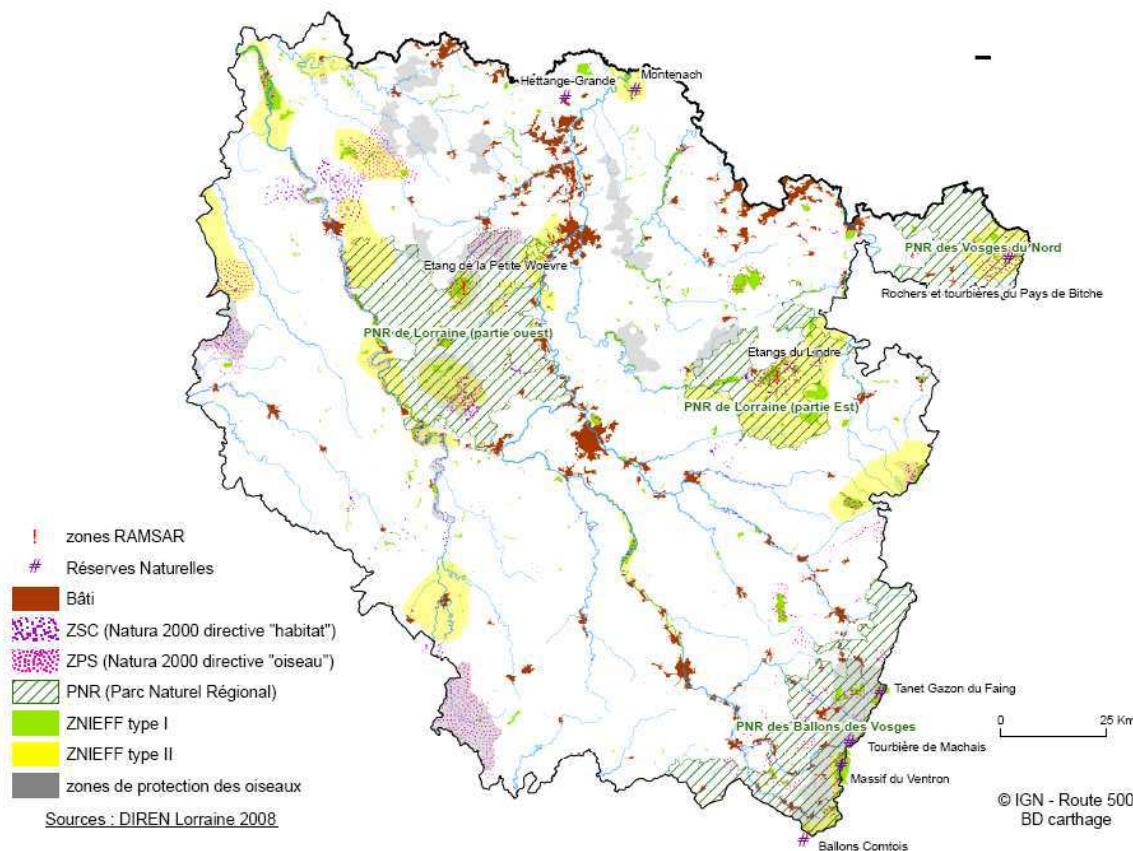 Hettange-Grande
Montenach
PNR des Vosges du Nord
Etang de la Petite Woëvre
Rochers et tourbières du Pays de Bitche
PNR de Lorraine (partie ouest)
Etangs du Lindre
PNR de Lorraine (partie Est)
zones RAMSAR
Réserves Naturelles
Bâti
ZSC (Natura 2000 directive "habitat")
ZPS (Natura 2000 directive "oiseau")
PNR (Parc Naturel Régional)
ZNIEFF type I
ZNIEFF type II
zones de protection des oiseaux
Sources : DIREN Lorraine 2008
Tanet Gazon du Faing
PNR des Ballons des Vosges
Tourbière de Machais
Massif du Ventron
Ballons Comtois
0 25 Km
© IGN - Route 500
BD carthage